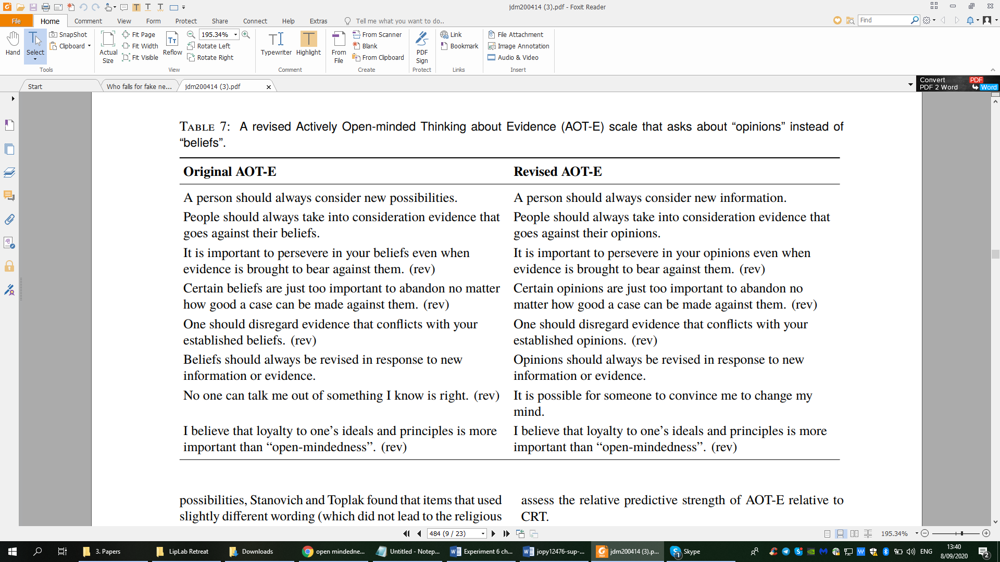 jdm200414 (3).pdf - Foxit Reader
File Home Comment View Form Protect Share Connect Help Extras Tell me what you want to do.. Find
Hand
Select
SnapShot
Clipboard
Tools
Actual Size
Fit Page
Fit Width
Fit Visible
Reflow
195.34%
Rotate Left
Rotate Right
View
Typewriter
Highlight
Comment
From File
From Scanner
Blank
From Clipboard
Create
PDF Sign
Protect
Link
Bookmark
Links
File Attachment
Image Annotation
Audio & Video
Insert
Start
Who falls for fake ne...
jdm200414 (3).pdf
Convert PDF
PDF 2 Word Word
TABLE 7: A revised Actively Open-minded Thinking about Evidence (AOT-E) scale that asks about “opinions” instead of
“beliefs”.
Original AOT-E
Revised AOT-E
A person should always consider new possibilities.
A person should always consider new information.
People should always take into consideration evidence that
goes against their beliefs.
People should always take into consideration evidence that
goes against their opinions.
It is important to persevere in your beliefs even when
evidence is brought to bear against them. (rev)
It is important to persevere in your opinions even when
evidence is brought to bear against them. (rev)
Certain beliefs are just too important to abandon no matter
how good a case can be made against them. (rev)
Certain opinions are just too important to abandon no
matter how good a case can be made against them. (rev)
One should disregard evidence that conflicts with your
established beliefs. (rev)
One should disregard evidence that conflicts with your
established opinions. (rev)
Beliefs should always be revised in response to new
information or evidence.
Opinions should always be revised in response to new
information or evidence.
No one can talk me out of something I know is right. (rev)
It is possible for someone to convince me to change my
mind.
I believe that loyalty to one’s ideals and principles is more
important than “open-mindedness”. (rev)
I believe that loyalty to one’s ideals and principles is more
important than “open-mindedness”. (rev)
possibilities, Stanovich and Toplak found that items that used
slightly different wording (which did not lead to the religious
assess the relative predictive strength of AOT-E relative to
CRT.
484 (9 / 23)
195.34%
3. Papers
LipLab Retreat
Downloads
open mindedne...
Untitled - Notep...
Experiment 6 ch...
jopy12476-sup-...
jdm200414 (3).p...
Skype
ENG
13:40
8/09/2020
2